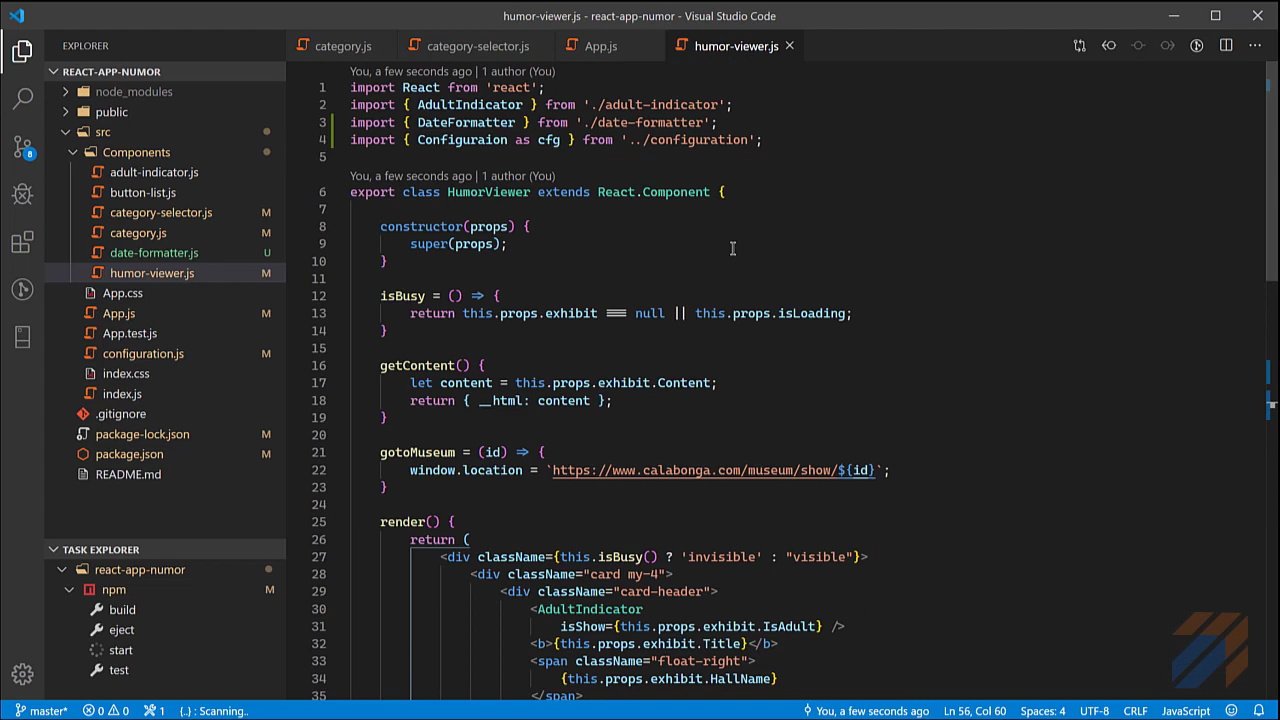 humor-viewer.js - react-app-numor - Visual Studio Code
EXPLORER
category.js
category-selector.js
App.js
humor-viewer.js
REACT-APP-NUMOR
node_modules
public
src
Components
adult-indicator.js
button-list.js
category-selector.js M
category.js M
date-formatter.js U
humor-viewer.js M
App.css
App.js M
App.test.js
configuration.js M
index.css
index.js
.gitignore
package-lock.json M
package.json M
README.md
TASK EXPLORER
react-app-numor
npm M
build
eject
start
test
8
You, a few seconds ago | 1 author (You)
1 import React from 'react';
2 import { AdultIndicator } from './adult-indicator';
3 import { DateFormatter } from './date-formatter';
4 import { Configuraion as cfg } from '../configuration';
5
You, a few seconds ago | 1 author (You)
6 export class HumorViewer extends React.Component {
7
8 constructor(props) {
9 super(props);
10 }
11
12 isBusy = () => {
13 return this.props.exhibit === null || this.props.isLoading;
14 }
15
16 getContent() {
17 let content = this.props.exhibit.Content;
18 return { __html: content };
19 }
20
21 gotoMuseum = (id) => {
22 window.location = `https://www.calabonga.com/museum/show/${id}`;
23 }
24
25 render() {
26 return (
27 <div className={this.isBusy() ? 'invisible' : "visible"}>
28 <div className="card my-4">
29 <div className="card-header">
30 <AdultIndicator
31 isShow={this.props.exhibit.IsAdult} />
32 <b>{this.props.exhibit.Title}</b>
33 <span className="float-right">
34 {this.props.exhibit.HallName}
35 </span>
master* 0 0 1 {..} : Scanning.. You, a few seconds ago Ln 56, Col 60 Spaces: 4 UTF-8 CRLF JavaScript